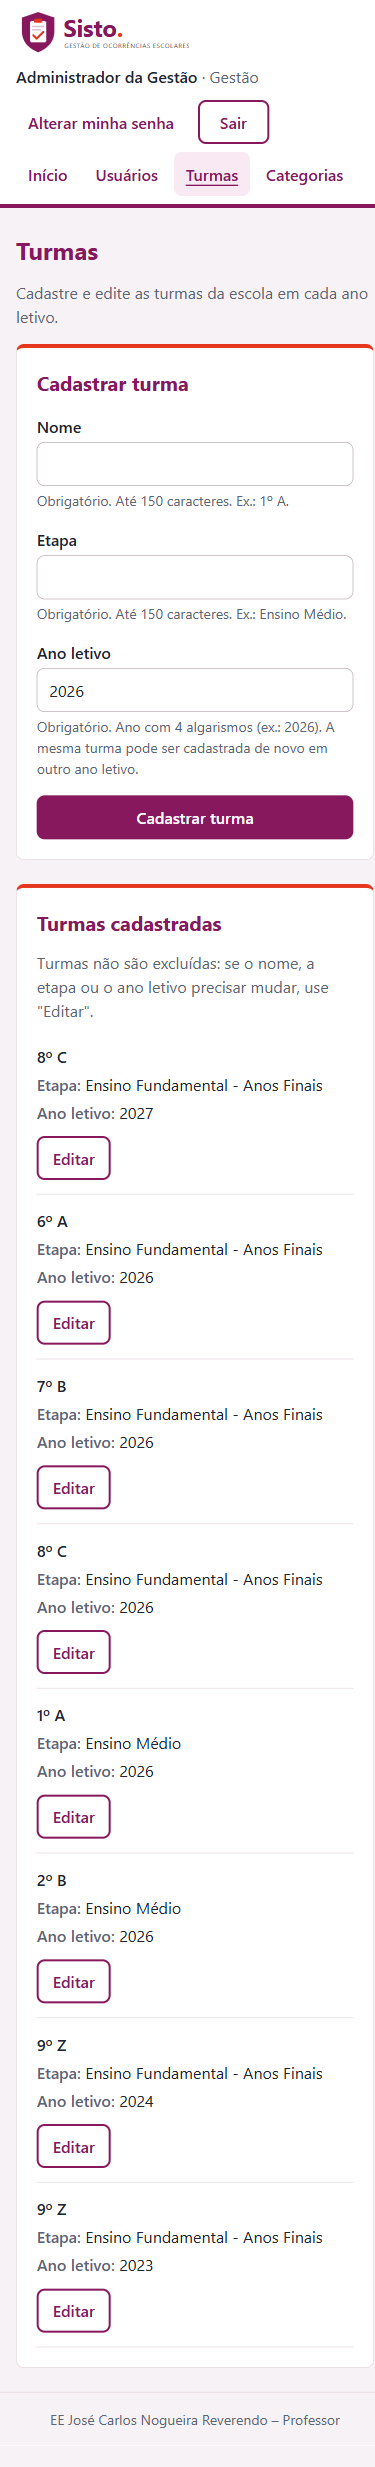 Sisto.
GESTÃO DE OCORRÊNCIAS ESCOLARES
Administrador da Gestão · Gestão
Alterar minha senha
Sair
Início
Usuários
Turmas
Categorias
Turmas
Cadastre e edite as turmas da escola em cada ano
letivo.
Cadastrar turma
Nome
Obrigatório. Até 150 caracteres. Ex.: 1º A.
Etapa
Obrigatório. Até 150 caracteres. Ex.: Ensino Médio.
Ano letivo
2026
Obrigatório. Ano com 4 algarismos (ex.: 2026). A
mesma turma pode ser cadastrada de novo em
outro ano letivo.
Cadastrar turma
Turmas cadastradas
Turmas não são excluídas: se o nome, a
etapa ou o ano letivo precisar mudar, use
"Editar".
8º C
Etapa: Ensino Fundamental - Anos Finais
Ano letivo: 2027
Editar
6º A
Etapa: Ensino Fundamental - Anos Finais
Ano letivo: 2026
Editar
7º B
Etapa: Ensino Fundamental - Anos Finais
Ano letivo: 2026
Editar
8º C
Etapa: Ensino Fundamental - Anos Finais
Ano letivo: 2026
Editar
1º A
Etapa: Ensino Médio
Ano letivo: 2026
Editar
2º B
Etapa: Ensino Médio
Ano letivo: 2026
Editar
9º Z
Etapa: Ensino Fundamental - Anos Finais
Ano letivo: 2024
Editar
9º Z
Etapa: Ensino Fundamental - Anos Finais
Ano letivo: 2023
Editar
EE José Carlos Nogueira Reverendo – Professor